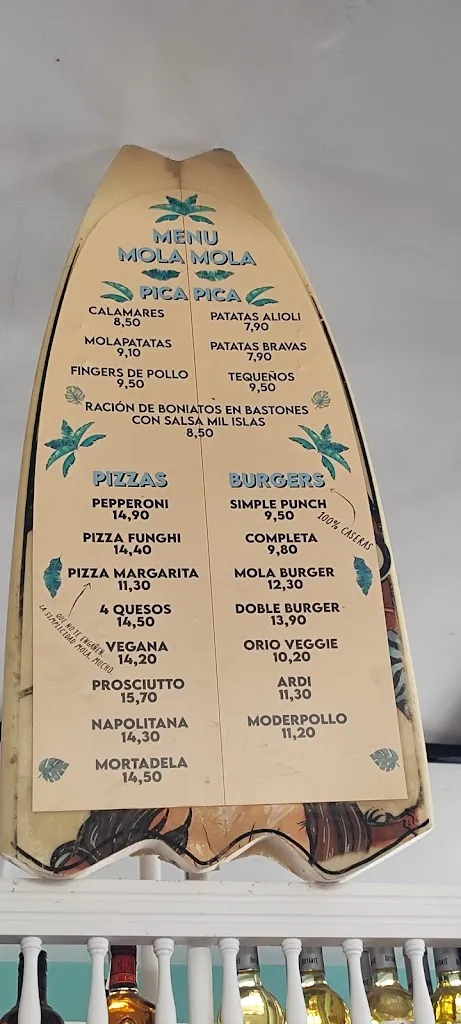 MENU
MOLA MOLA
PICA PICA
CALAMARES
8,50
MOLAPATATAS
9,10
FINGERS DE POLLO
9,50
PATATAS ALIOLI
7,90
PATATAS BRAVAS
7,90
TEQUEÑOS
9,50
RACIÓN DE BONIATOS EN BASTONES
CON SALSA MIL ISLAS
8,50
PIZZAS
PEPPERONI
14,90
PIZZA FUNGHI
14,40
PIZZA MARGARITA
11,30
QUE NO TE ENGAÑEN,
LA SIMPLICIDAD MOLA. MUCHO
4 QUESOS
14,50
VEGANA
14,20
PROSCIUTTO
15,70
NAPOLITANA
14,30
MORTADELA
14,50
BURGERS
100% CASERAS
SIMPLE PUNCH
9,50
COMPLETA
9,80
MOLA BURGER
12,30
DOBLE BURGER
13,90
ORIO VEGGIE
10,20
ARDI
11,30
MODERPOLLO
11,20